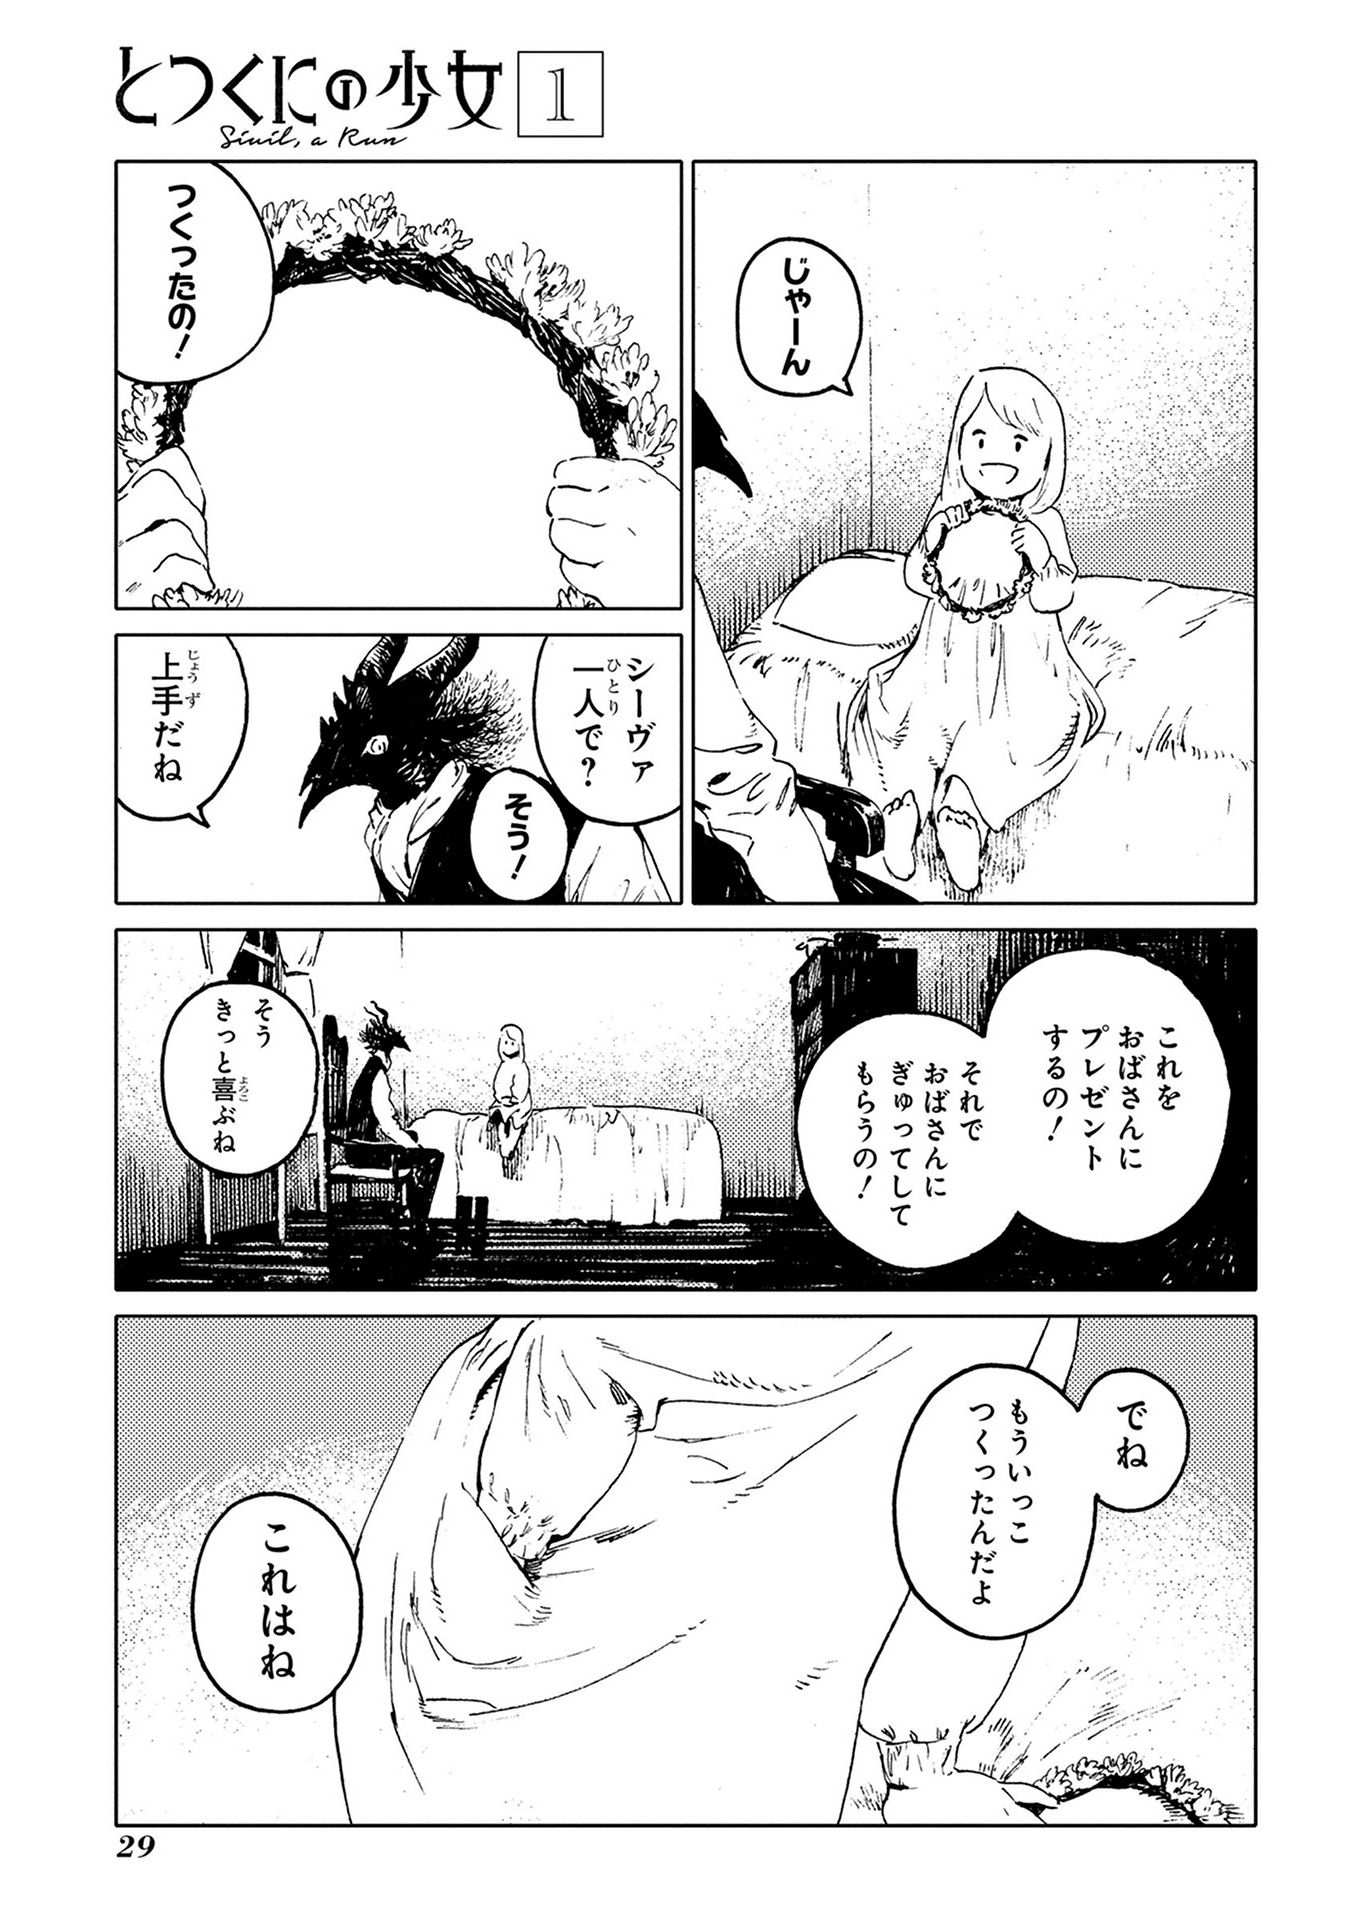 とつくにの少女
1
Siúil, a Rún
じゃーん
つくったの!
シーヴァ
一人で?
そう!
上手だね
これを
おばさんに
プレゼント
するの!
それで
おばさんに
ぎゅってして
もらうの!
そう
きっと喜ぶね
でね
もういっこ
つくったんだよ
これはね
29